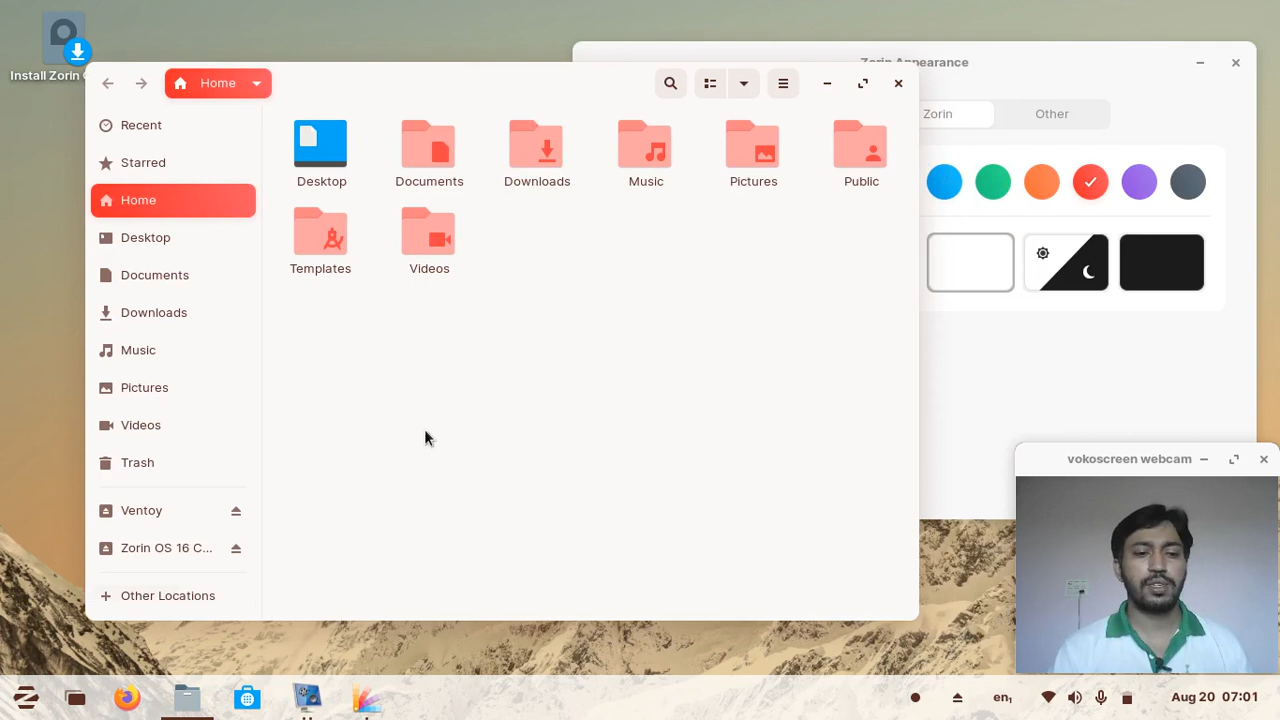 Install Zorin O
Zorin Appearance
Zorin
Other
Home
Recent
Starred
Home
Desktop
Documents
Downloads
Music
Pictures
Videos
Trash
Ventoy
Zorin OS 16 C...
Other Locations
Desktop
Documents
Downloads
Music
Pictures
Public
Templates
Videos
vokoscreen webcam
en₁
Aug 20 07:01